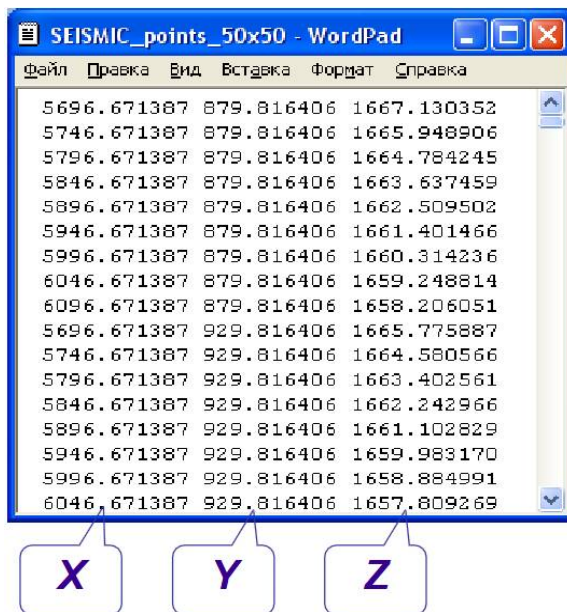 SEISMIC_points_50x50 - WordPad
Файл Правка Вид Вставка Формат Справка
5696.671387 879.816406 1667.130352
5746.671387 879.816406 1665.948906
5796.671387 879.816406 1664.784245
5846.671387 879.816406 1663.637459
5896.671387 879.816406 1662.509502
5946.671387 879.816406 1661.401466
5996.671387 879.816406 1660.314236
6046.671387 879.816406 1659.248814
6096.671387 879.816406 1658.206051
5696.671387 929.816406 1665.775887
5746.671387 929.816406 1664.580566
5796.671387 929.816406 1663.402561
5846.671387 929.816406 1662.242966
5896.671387 929.816406 1661.102829
5946.671387 929.816406 1659.983170
5996.671387 929.816406 1658.884991
6046.671387 929.816406 1657.809269
X Y Z